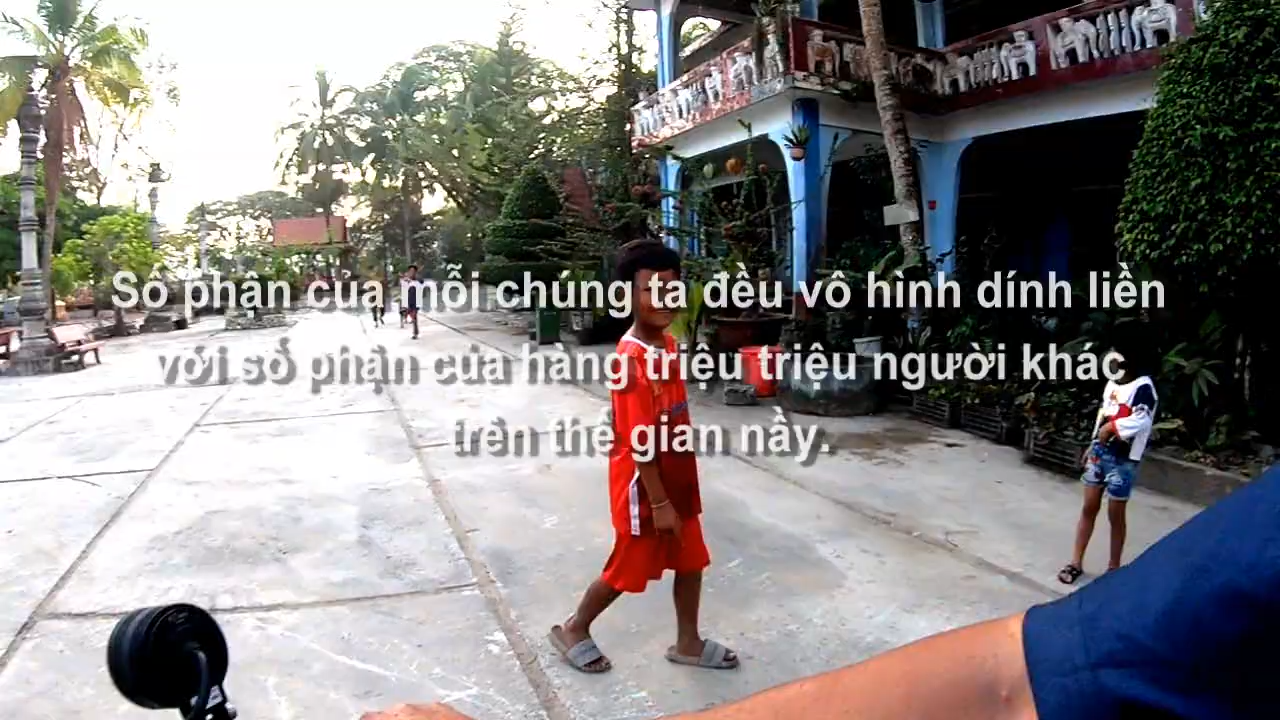 Số phận của mỗi chúng ta đều vô hình dính liền
với số phận của hàng triệu triệu người khác
trên thế gian nầy.